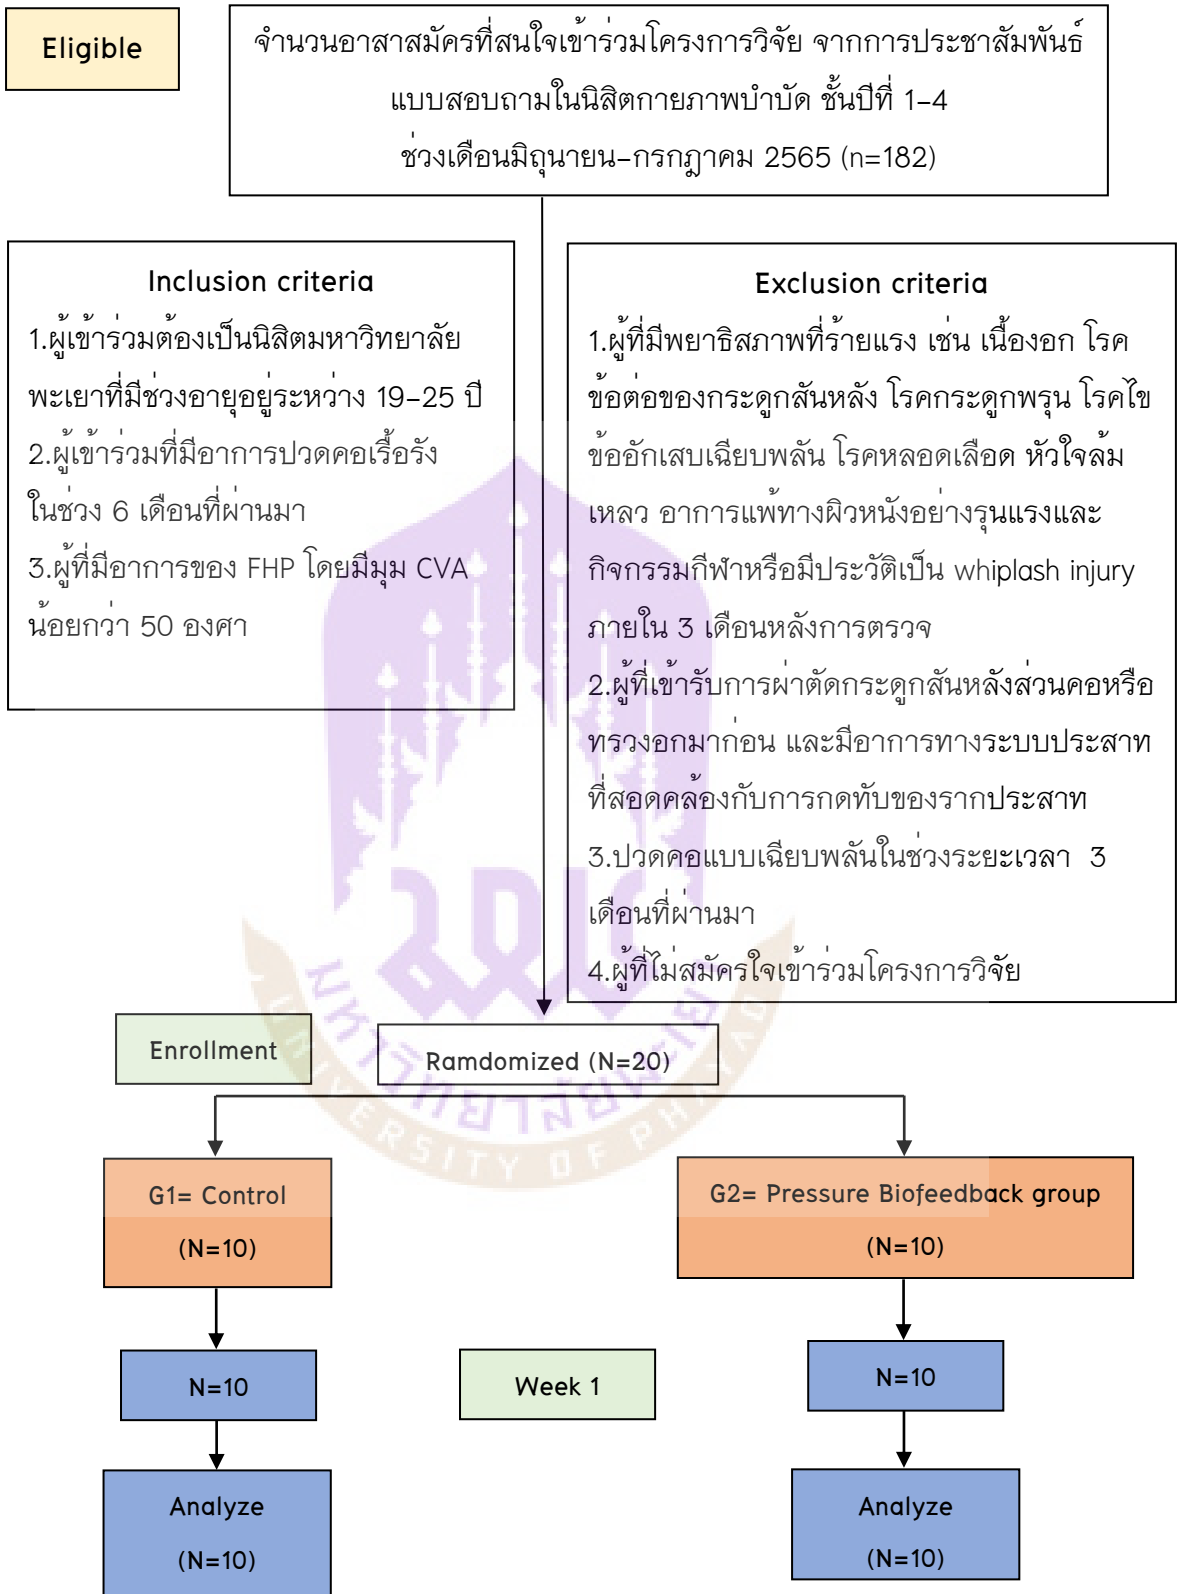 Eligible
จำนวนอาสาสมัครที่สนใจเข้าร่วมโครงการวิจัย จากการประชาสัมพันธ์
แบบสอบถามในนิสิตกายภาพบำบัด ชั้นปีที่ 1-4
ช่วงเดือนมิถุนายน-กรกฎาคม 2565 (n=182)
Inclusion criteria
1.ผู้เข้าร่วมต้องเป็นนิสิตมหาวิทยาลัย
พะเยาที่มีช่วงอายุอยู่ระหว่าง 19-25 ปี
2.ผู้เข้าร่วมที่มีอาการปวดคอเรื้อรัง
ในช่วง 6 เดือนที่ผ่านมา
3.ผู้ที่มีอาการของ FHP โดยมีมุม CVA
น้อยกว่า 50 องศา
Exclusion criteria
1.ผู้ที่มีพยาธิสภาพที่ร้ายแรง เช่น เนื้องอก โรค
ข้อต่อของกระดูกสันหลัง โรคกระดูกพรุน โรคไข
ข้ออักเสบเฉียบพลัน โรคหลอดเลือด หัวใจล้ม
เหลว อาการแพ้ทางผิวหนังอย่างรุนแรงและ
กิจกรรมกีฬาหรือมีประวัติเป็น whiplash injury
ภายใน 3 เดือนหลังการตรวจ
2.ผู้ที่เข้ารับการผ่าตัดกระดูกสันหลังส่วนคอหรือ
ทรวงอกมาก่อน และมีอาการทางระบบประสาท
ที่สอดคล้องกับการกดทับของรากประสาท
3.ปวดคอแบบเฉียบพลันในช่วงระยะเวลา 3
เดือนที่ผ่านมา
4.ผู้ที่ไม่สมัครใจเข้าร่วมโครงการวิจัย
มหาวิทยาลัยพะเยา
UNIVERSITY OF PHAYAO
Enrollment
Ramdomized (N=20)
G1= Control
(N=10)
G2= Pressure Biofeedback group
(N=10)
N=10
Week 1
N=10
Analyze
(N=10)
Analyze
(N=10)